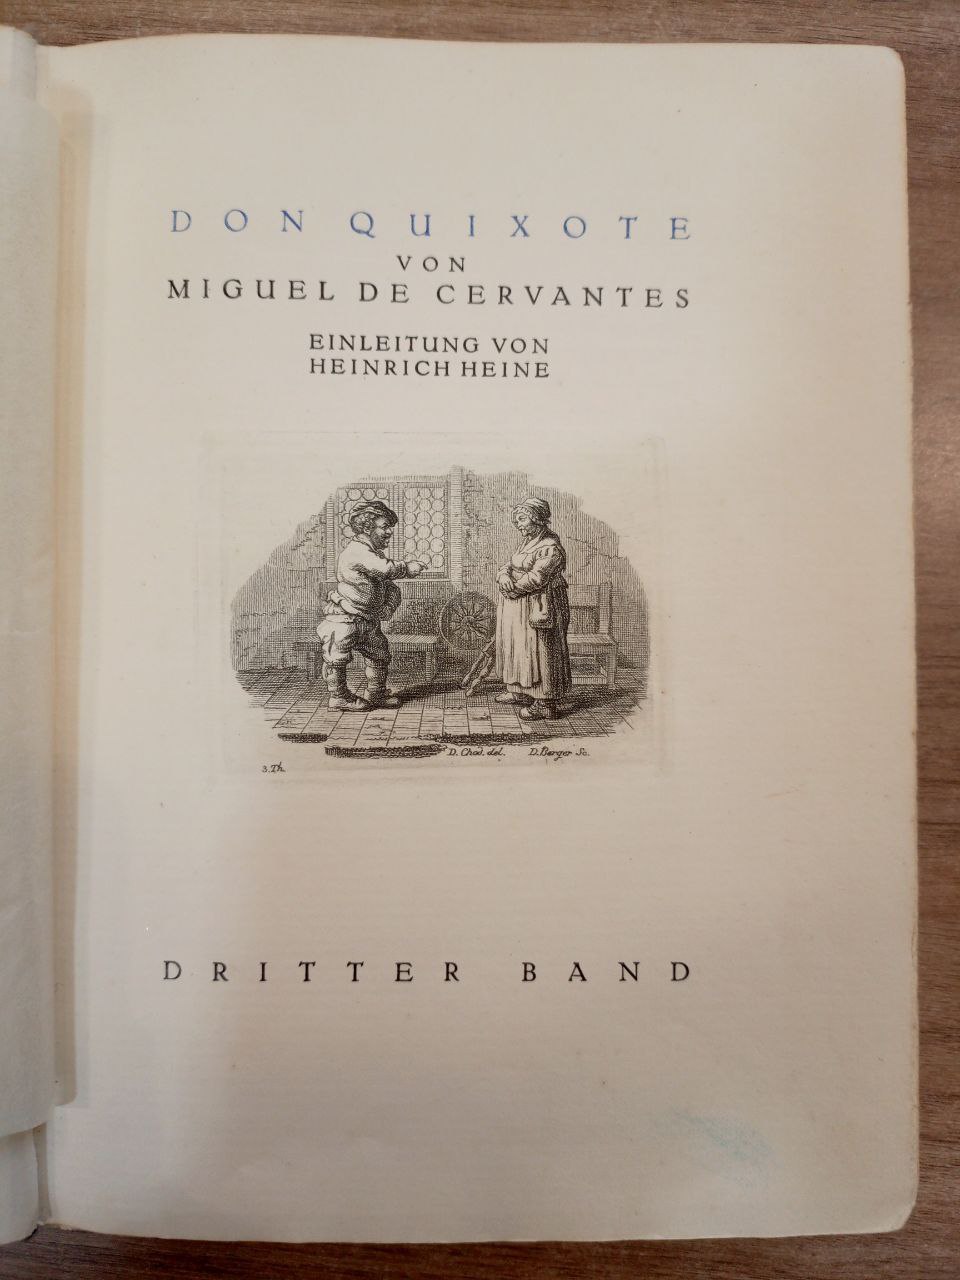 DON QUIXOTE
VON
MIGUEL DE CERVANTES
EINLEITUNG VON
HEINRICH HEINE
D. Chod. del. D. Berger Sc.
3. Th.
DRITTER BAND